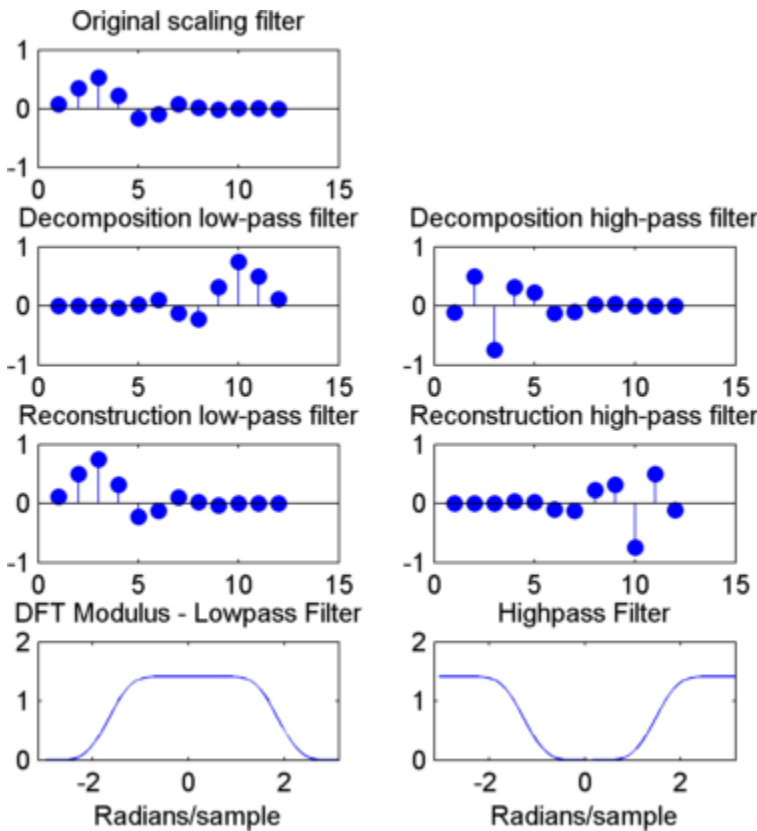 Original scaling filter
1
0
-1
0 5 10 15
Decomposition low-pass filter
1
0
-1
0 5 10 15
Decomposition high-pass filter
1
0
-1
0 5 10 15
Reconstruction low-pass filter
1
0
-1
0 5 10 15
Reconstruction high-pass filter
1
0
-1
0 5 10 15
DFT Modulus - Lowpass Filter
2
1
0
-2 0 2
Radians/sample
Highpass Filter
2
1
0
-2 0 2
Radians/sample